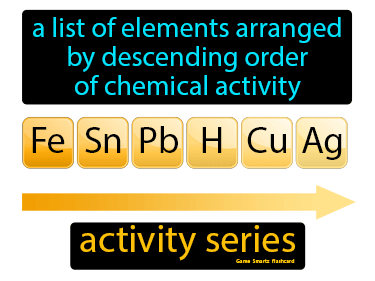 a list of elements arranged
by descending order
of chemical activity
Fe Sn Pb H Cu Ag
activity series
Game Smartz Flashcard